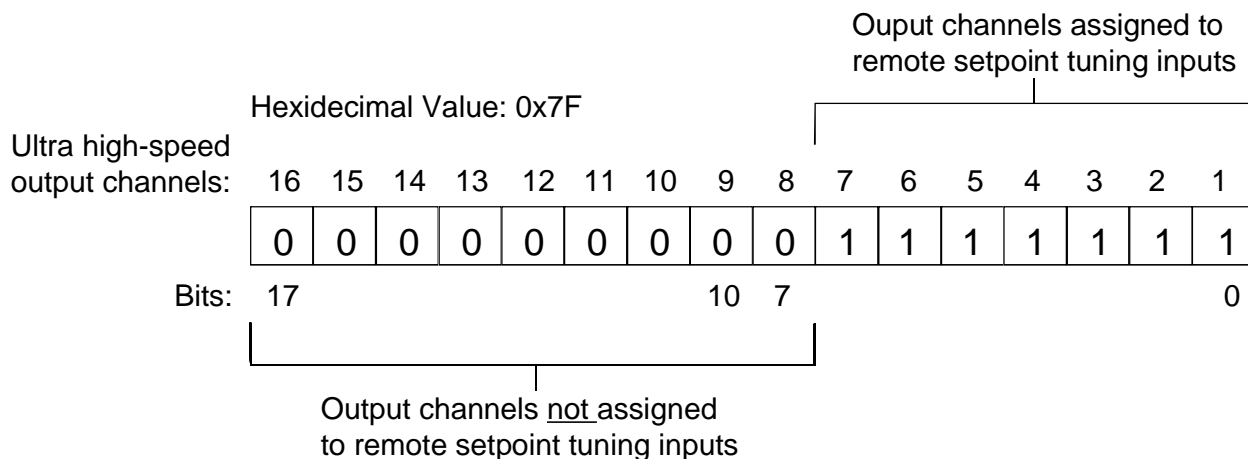 Ouput channels assigned to
remote setpoint tuning inputs
Hexidecimal Value: 0x7F
Ultra high-speed
output channels: 16 15 14 13 12 11 10 9 8 7 6 5 4 3 2 1
0 0 0 0 0 0 0 0 0 1 1 1 1 1 1 1
Bits: 17 10 7 0
Output channels not assigned
to remote setpoint tuning inputs